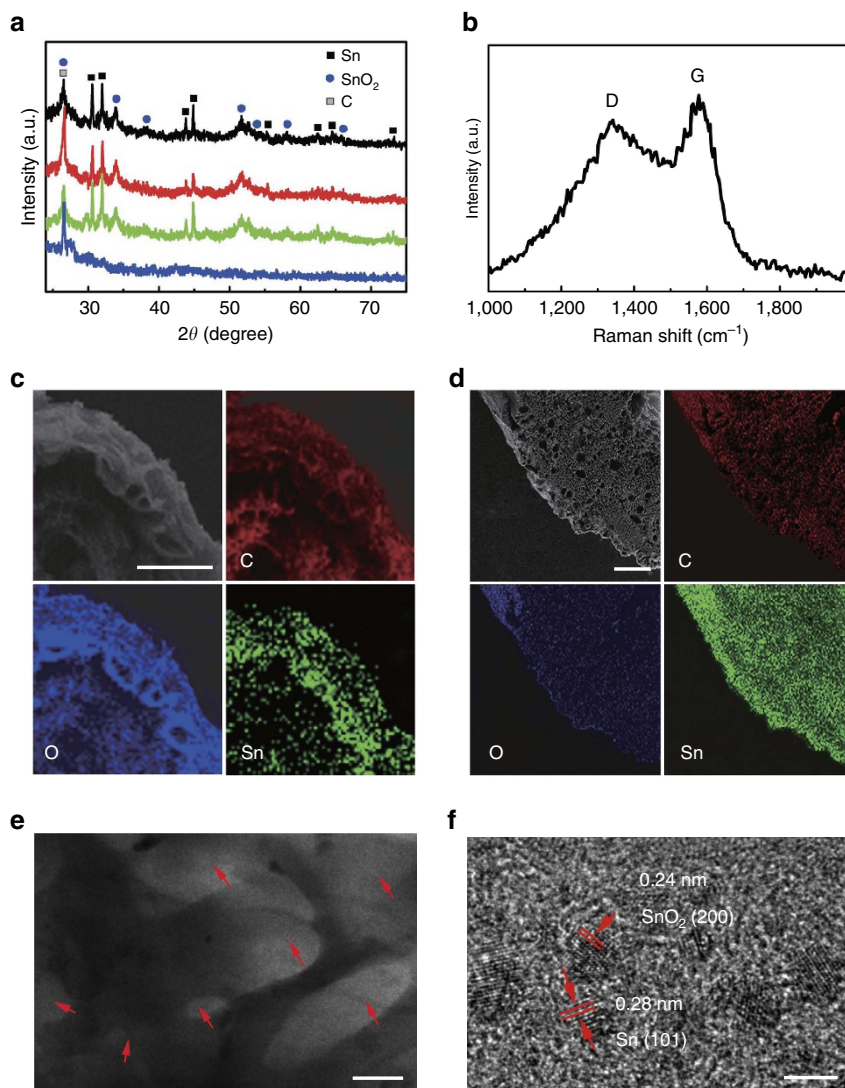 a
Sn
SnO2
C
Intensity (a.u.)
30 40 50 60 70
2θ (degree)
b
D
G
Intensity (a.u.)
1,000 1,200 1,400 1,600 1,800
Raman shift (cm−1)
c
C
O
Sn
d
C
O
Sn
e
f
0.24 nm
SnO2 (200)
0.28 nm
Sn (101)